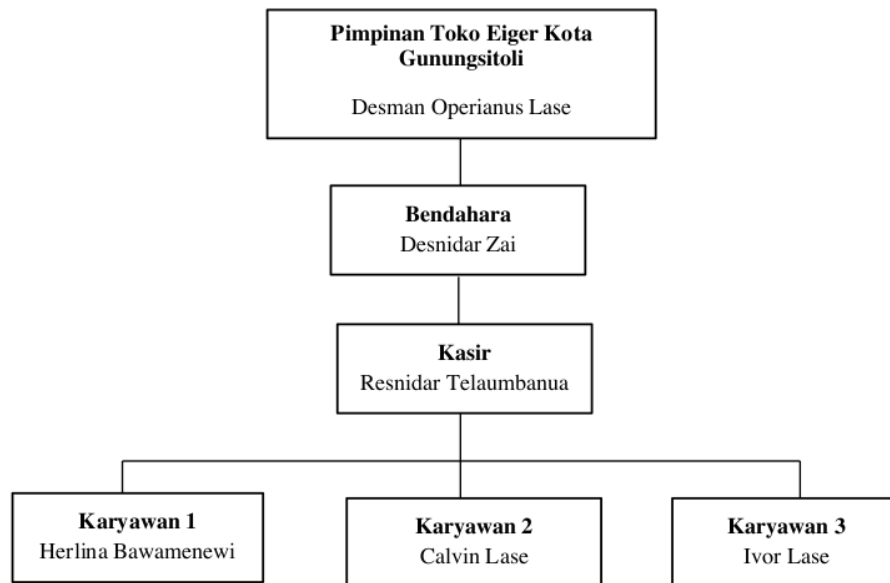 Pimpinan Toko Eiger Kota
Gunungsitoli
Desman Operianus Lase
Bendahara
Desnidar Zai
Kasir
Resnidar Telaumbanua
Karyawan 1
Herlina Bawamenewi
Karyawan 2
Calvin Lase
Karyawan 3
Ivor Lase